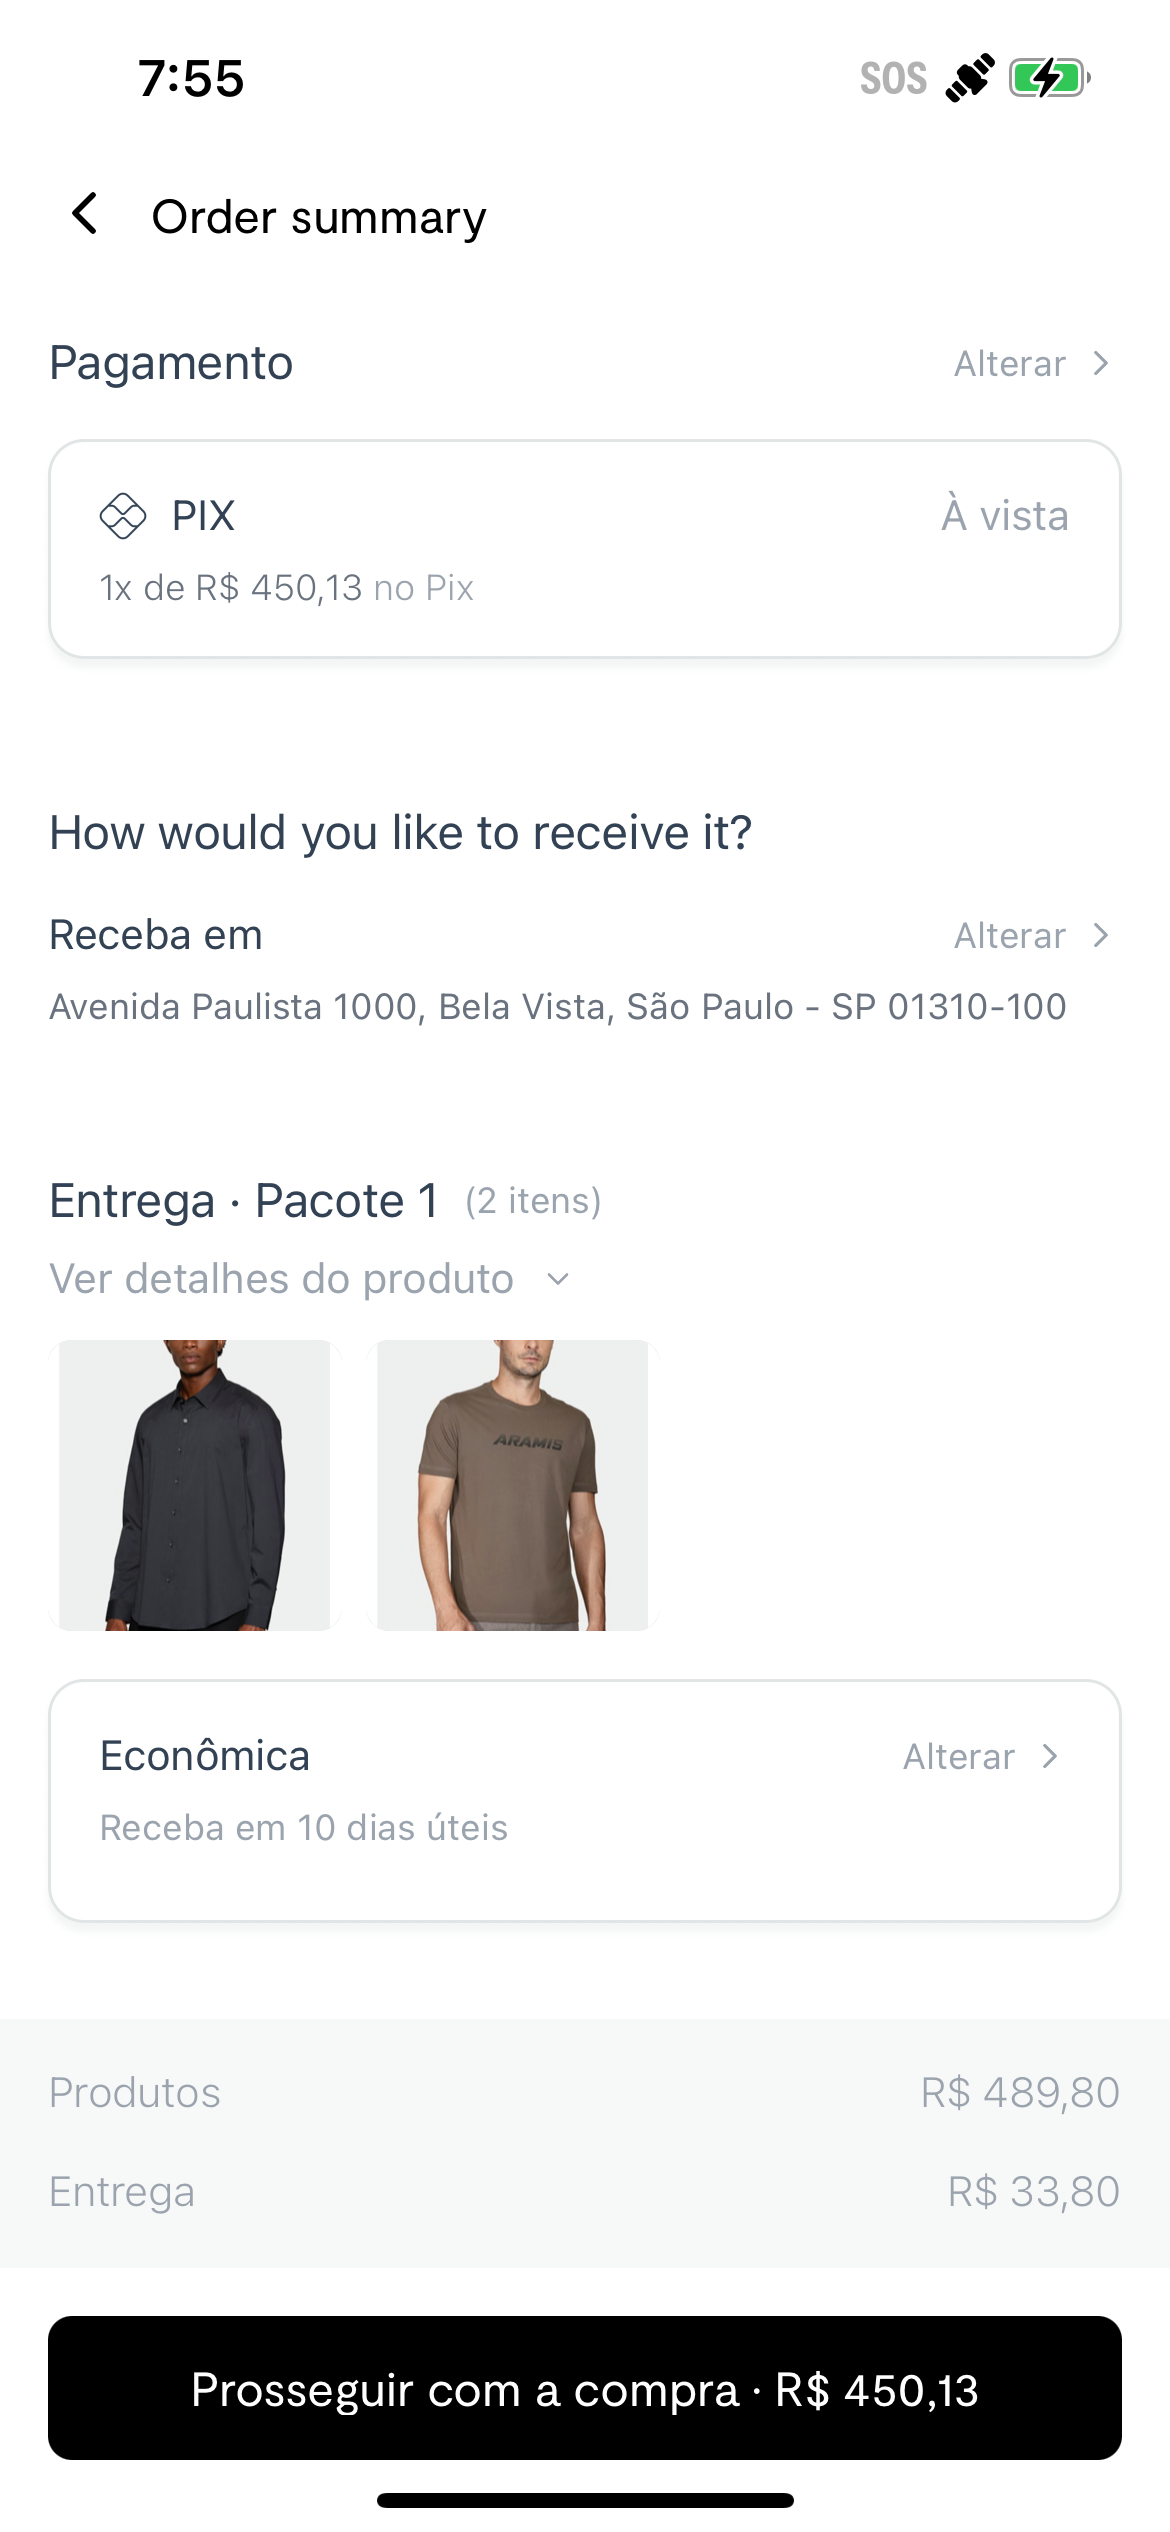 7:55 SOS
Order summary
Pagamento Alterar
PIX À vista
1x de R$ 450,13 no Pix
How would you like to receive it?
Receba em Alterar
Avenida Paulista 1000, Bela Vista, São Paulo - SP 01310-100
Entrega · Pacote 1 (2 itens)
Ver detalhes do produto
ARAMIS
Econômica Alterar
Receba em 10 dias úteis
Produtos R$ 489,80
Entrega R$ 33,80
Prosseguir com a compra · R$ 450,13